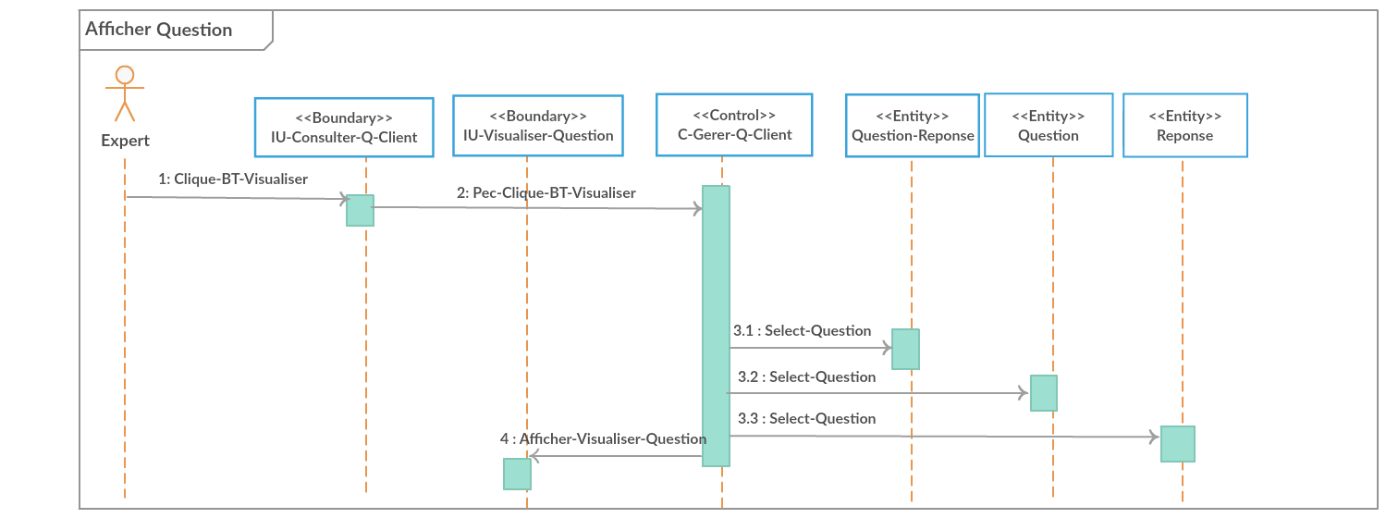 Afficher Question
Expert
<<Boundary>>
IU-Consulter-Q-Client
<<Boundary>>
IU-Visualiser-Question
<<Control>>
C-Gerer-Q-Client
<<Entity>>
Question-Reponse
<<Entity>>
Question
<<Entity>>
Reponse
1: Clique-BT-Visualiser
2: Pec-Clique-BT-Visualiser
3.1 : Select-Question
3.2 : Select-Question
3.3 : Select-Question
4 : Afficher-Visualiser-Question